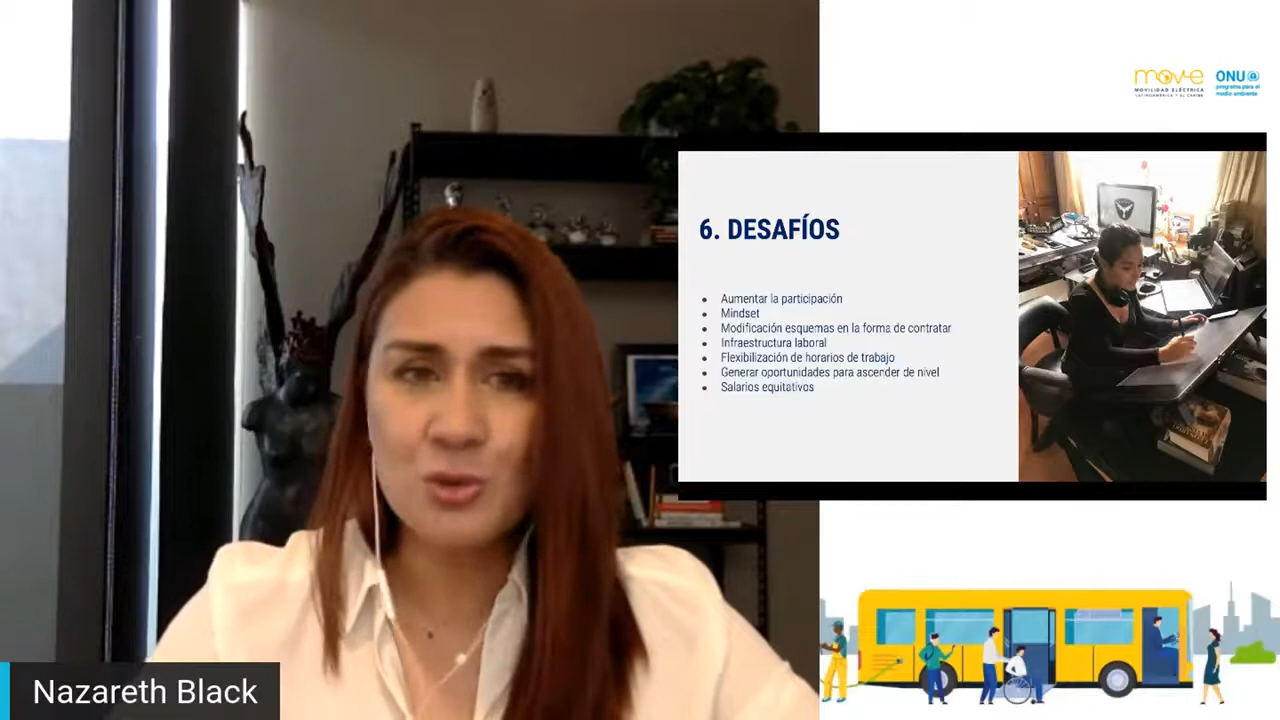 mov-e
MOVILIDAD ELÉCTRICA
LATINOAMÉRICA Y EL CARIBE
ONU
programa para el
medio ambiente
6. DESAFÍOS
Aumentar la participación
Mindset
Modificación esquemas en la forma de contratar
Infraestructura laboral
Flexibilización de horarios de trabajo
Generar oportunidades para ascender de nivel
Salarios equitativos
Nazareth Black